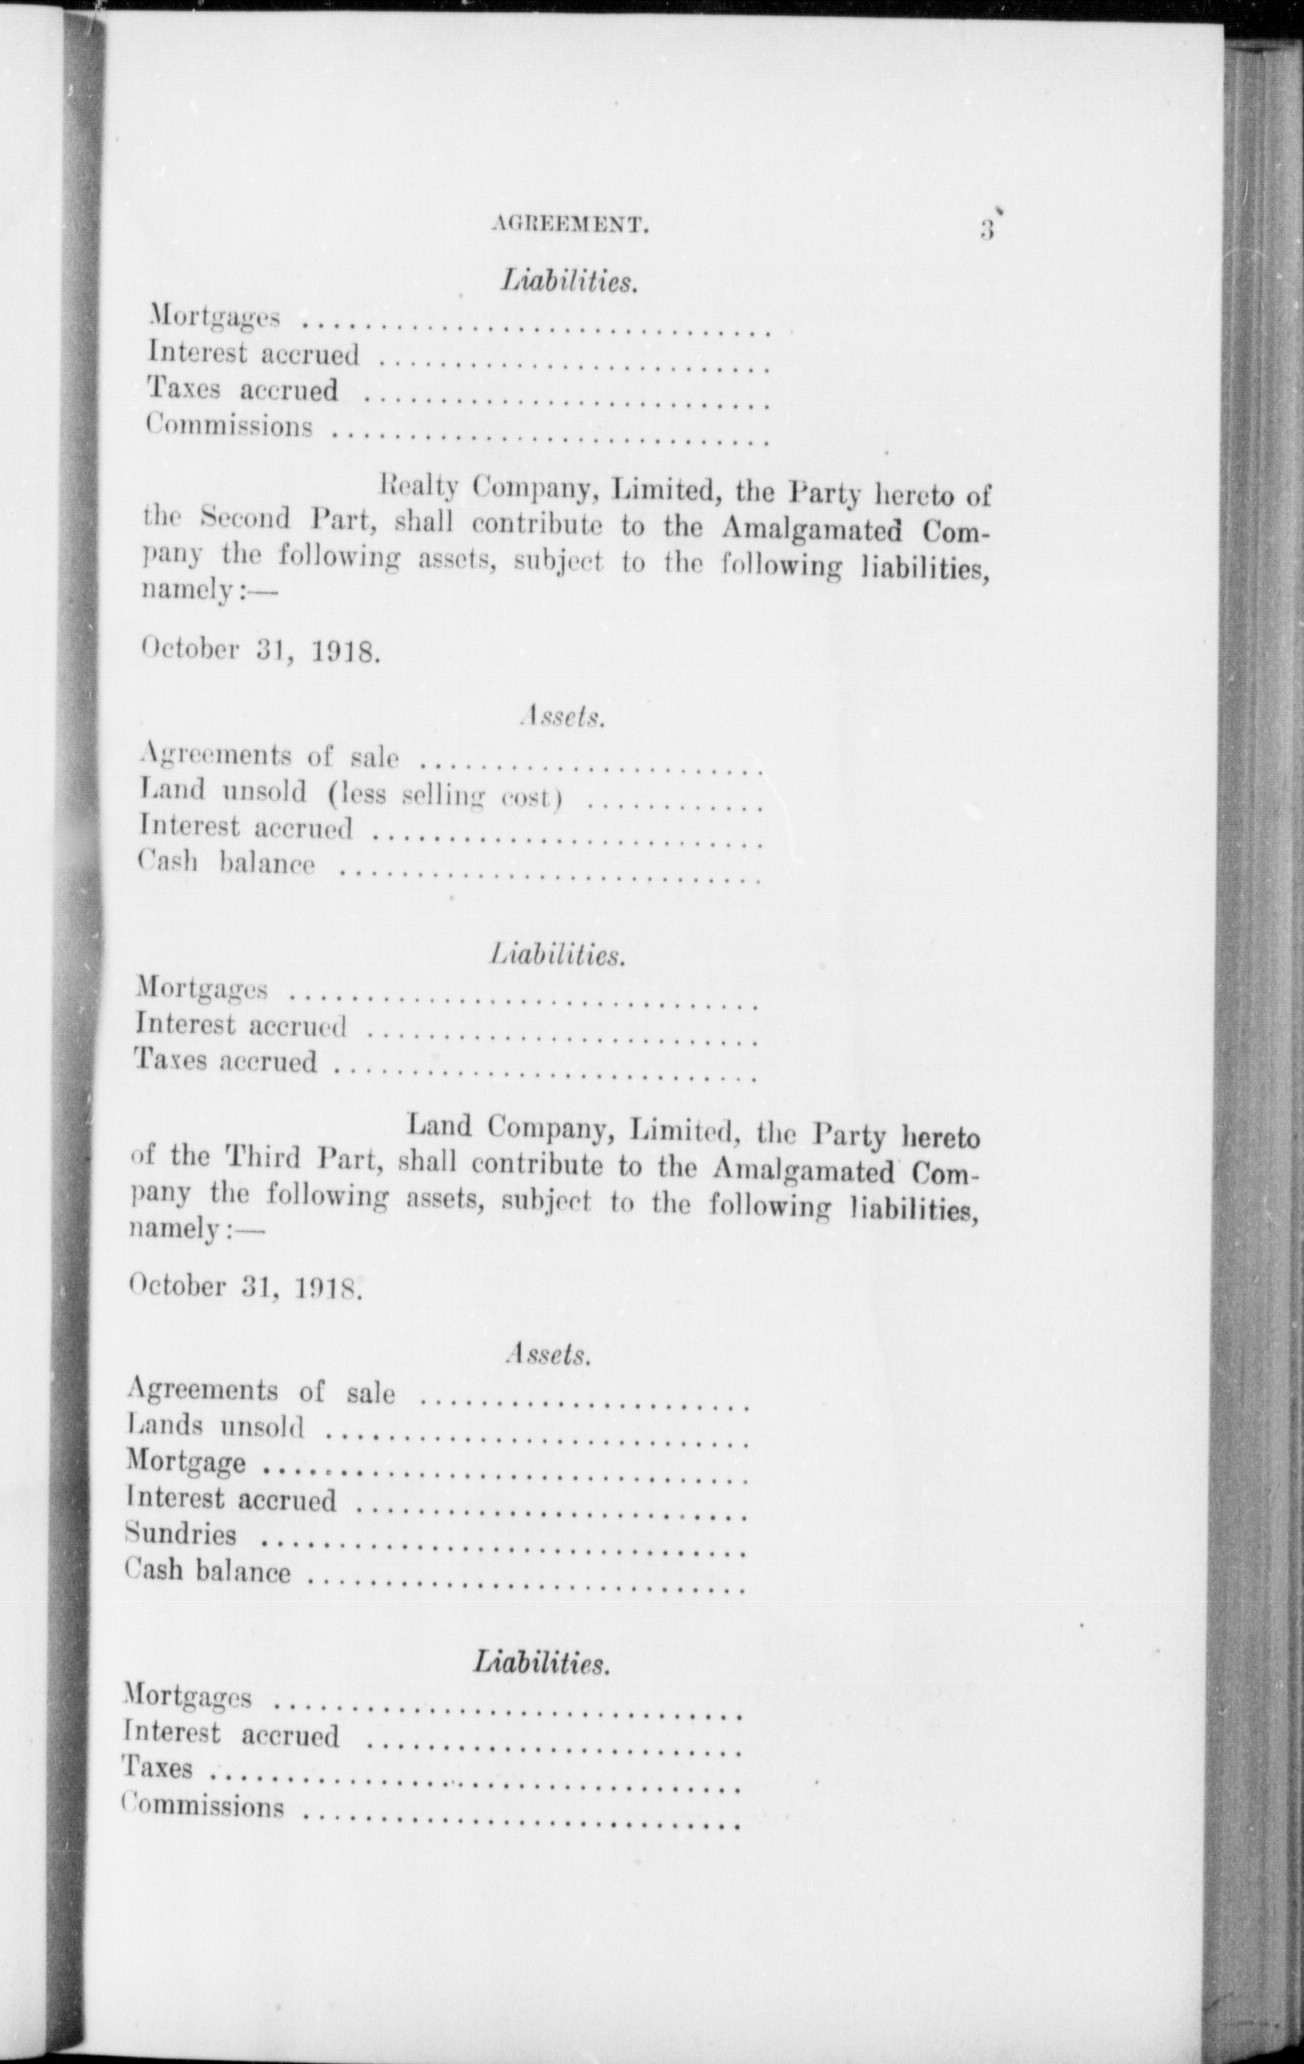 AGREEMENT. 3
Liabilities.
Mortgages ...............................
Interest accrued ..........................
Taxes accrued ...........................
Commissions .............................
Realty Company, Limited, the Party hereto of
the Second Part, shall contribute to the Amalgamated Com-
pany the following assets, subject to the following liabilities,
namely:—
October 31, 1918.
Assets.
Agreements of sale .......................
Land unsold (less selling cost) ............
Interest accrued ..........................
Cash balance ............................
Liabilities.
Mortgages ...............................
Interest accrued ..........................
Taxes accrued ............................
Land Company, Limited, the Party hereto
of the Third Part, shall contribute to the Amalgamated Com-
pany the following assets, subject to the following liabilities,
namely:—
October 31, 1918.
Assets.
Agreements of sale ......................
Lands unsold ............................
Mortgage ................................
Interest accrued ..........................
Sundries ................................
Cash balance .............................
Liabilities.
Mortgages ...............................
Interest accrued .........................
Taxes ...................................
Commissions .............................